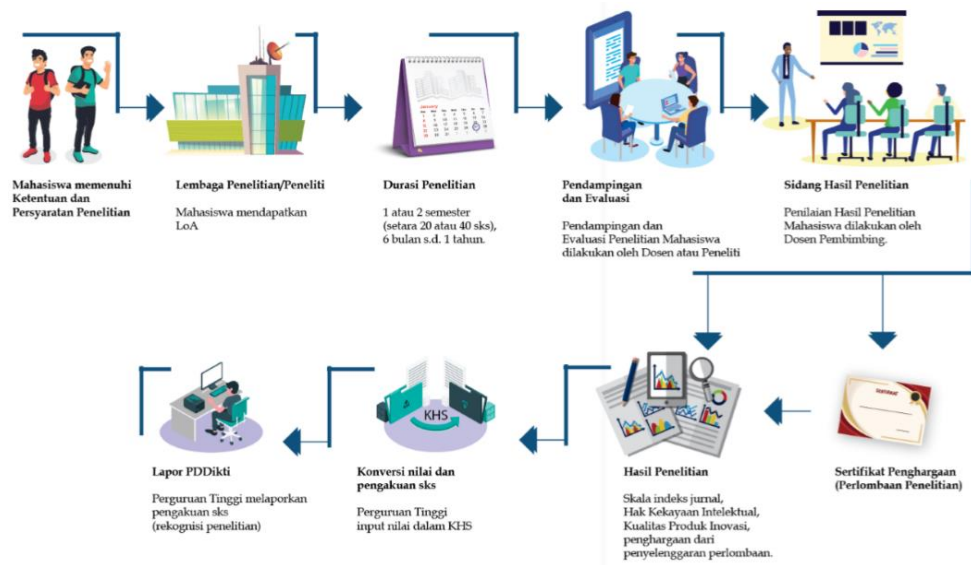 Mahasiswa memenuhi
Ketentuan dan
Persyaratan Penelitian
Lembaga Penelitian/Peneliti
Mahasiswa mendapatkan
LoA
January
Durasi Penelitian
1 atau 2 semester
(setara 20 atau 40 sks),
6 bulan s.d. 1 tahun.
Pendampingan
dan Evaluasi
Pendampingan dan
Evaluasi Penelitian Mahasiswa
dilakukan oleh Dosen atau Peneliti
Sidang Hasil Penelitian
Penilaian Hasil Penelitian
Mahasiswa dilakukan oleh
Dosen Pembimbing.
Lapor PDDikti
Perguruan Tinggi melaporkan
pengakuan sks
(rekognisi penelitian)
KHS
Konversi nilai dan
pengakuan sks
Perguruan Tinggi
input nilai dalam KHS
Hasil Penelitian
Skala indeks jurnal,
Hak Kekayaan Intelektual,
Kualitas Produk Inovasi,
penghargaan dari
penyelenggaran perlombaan.
Sertifikat Penghargaan
(Perlombaan Penelitian)